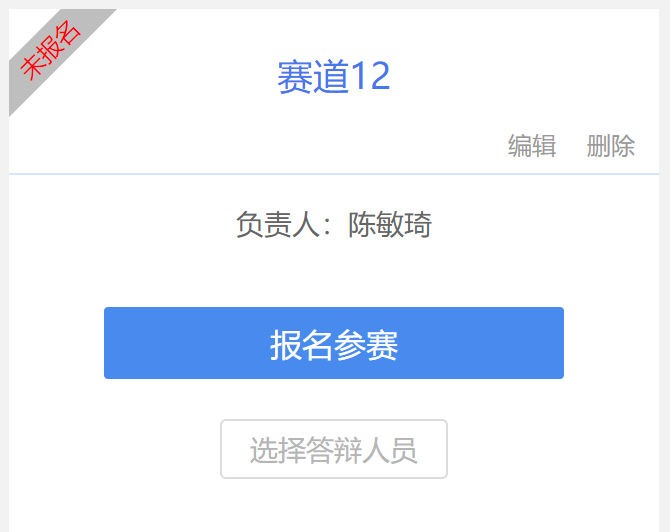 未报名
赛道12
编辑 删除
负责人：陈敏琦
报名参赛
选择答辩人员